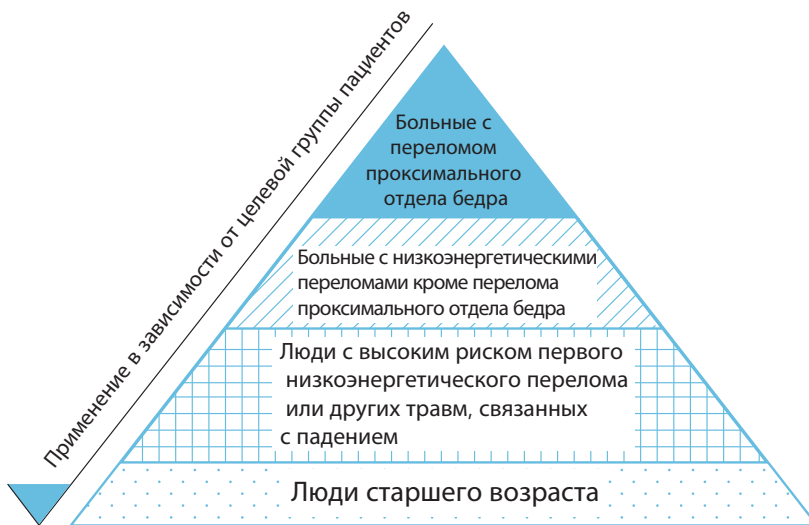 Применение в зависимости от целевой группы пациентов
Больные с
переломом
проксимального
отдела бедра
Больные с низкоэнергетическими
переломами кроме перелома
проксимального отдела бедра
Люди с высоким риском первого
низкоэнергетического перелома
или других травм, связанных
с падением
Люди старшего возраста